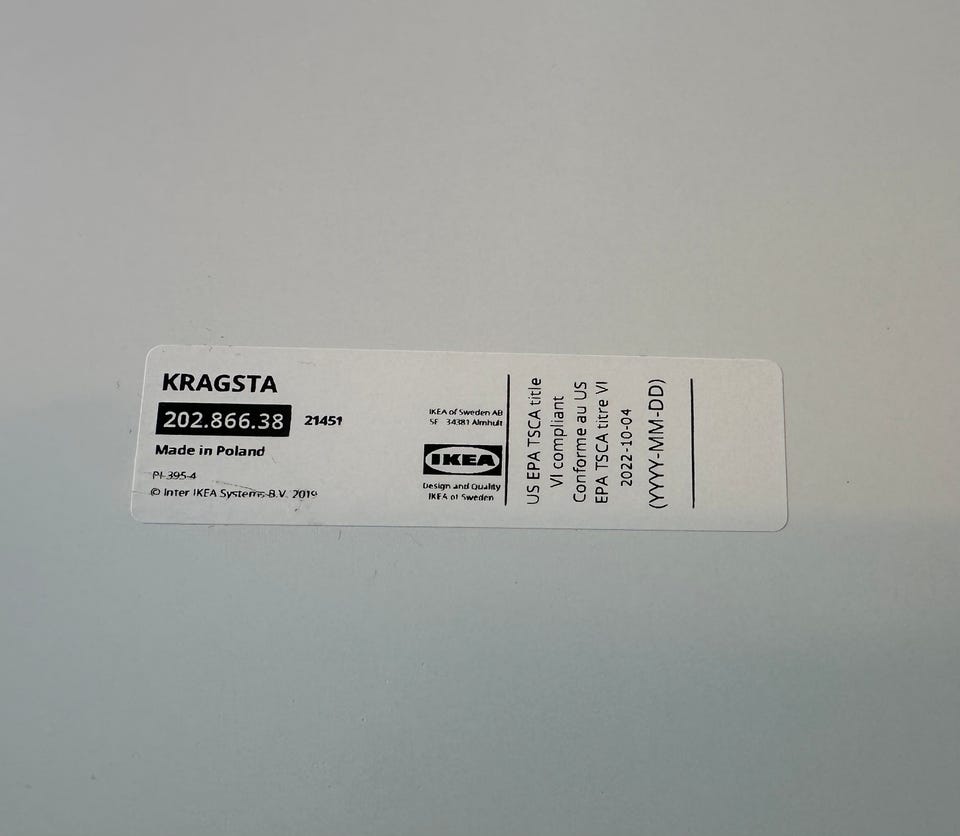 KRAGSTA
202.866.38 21451
Made in Poland
PI-395-4
© Inter IKEA Systems B.V. 2019
IKEA of Sweden AB
SE - 34381 Älmhult
IKEA
Design and Quality
IKEA of Sweden
US EPA TSCA title
VI compliant
Conforme au US
EPA TSCA titre VI
2022-10-04
(YYYY-MM-DD)